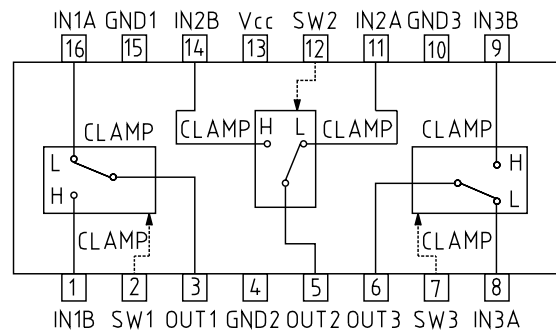 IN1A GND1 IN2B Vcc SW2 IN2A GND3 IN3B
16 15 14 13 12 11 10 9
CLAMP CLAMP H L CLAMP CLAMP
L H
H L
CLAMP CLAMP
1 2 3 4 5 6 7 8
IN1B SW1 OUT1 GND2 OUT2 OUT3 SW3 IN3A